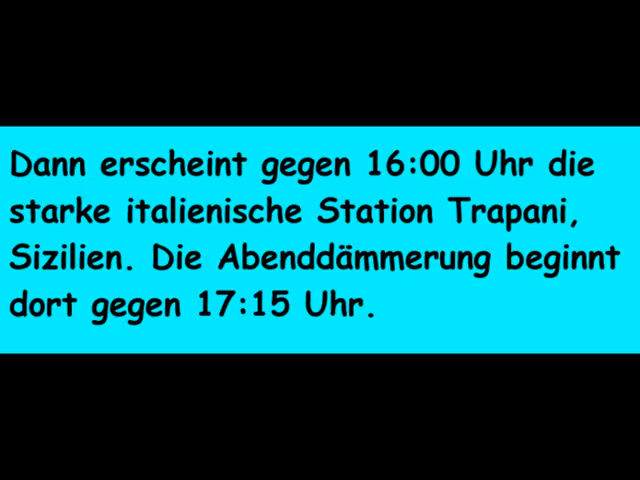 Dann erscheint gegen 16:00 Uhr die
starke italienische Station Trapani,
Sizilien. Die Abenddämmerung beginnt
dort gegen 17:15 Uhr.